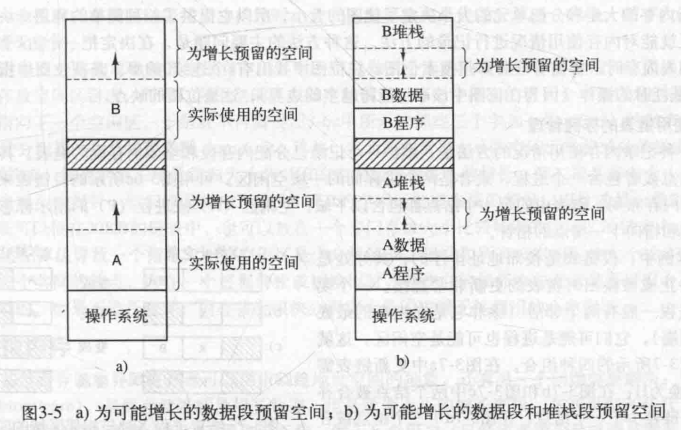 为增长预留的空间
实际使用的空间
为增长预留的空间
A
实际使用的空间
操作系统
a)
B堆栈
为增长预留的空间
B数据
B程序
A堆栈
为增长预留的空间
A数据
A程序
操作系统
b)
图3-5 a) 为可能增长的数据段预留空间；b) 为可能增长的数据段和堆栈段预留空间